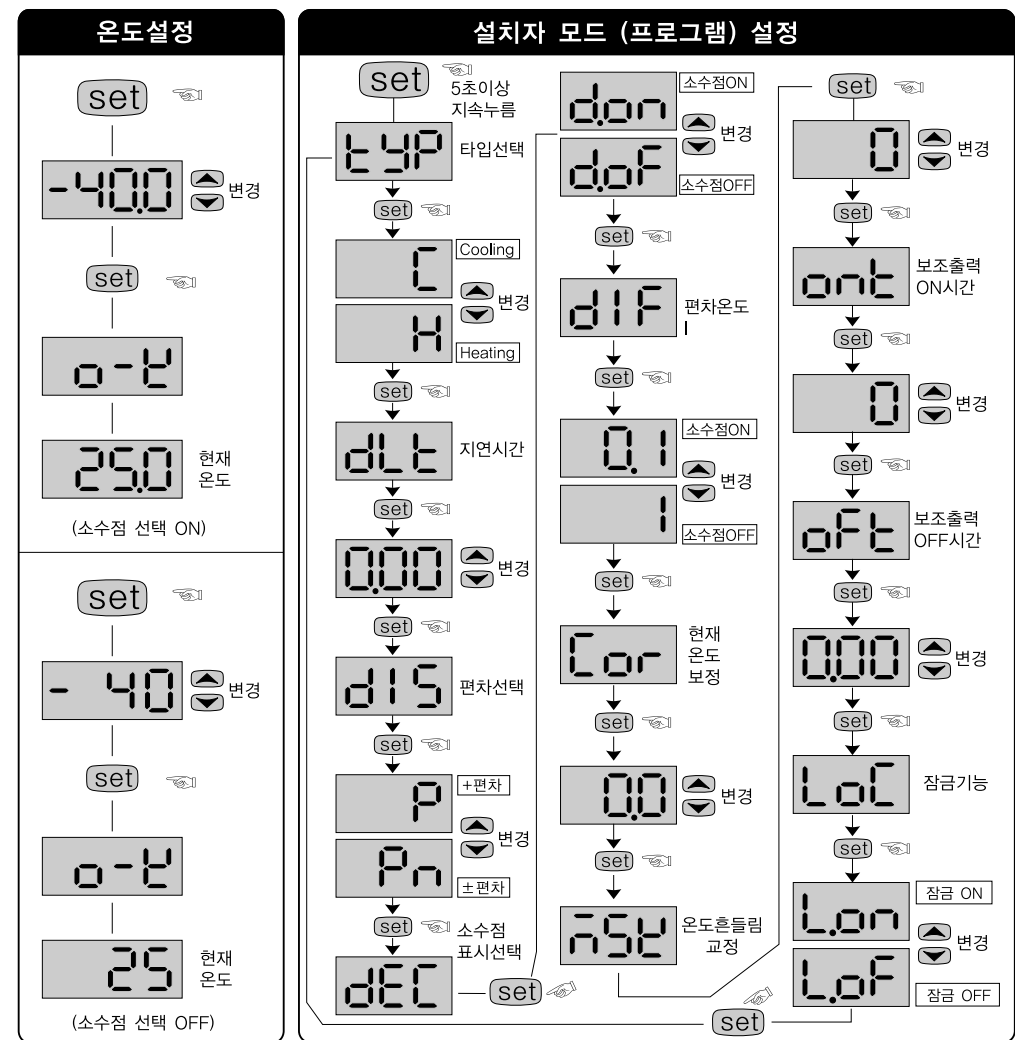 온도설정
set
-40.0
변경
set
o-k
25.0
현재
온도
(소수점 선택 ON)
set
- 40
변경
set
o-k
25
현재
온도
(소수점 선택 OFF)
설치자 모드 (프로그램) 설정
set
5초이상
지속누름
tyP
타입선택
set
C
Cooling
변경
H
Heating
set
dLt
지연시간
set
0.00
변경
set
dIS
편차선택
set
P
+편차
변경
Pn
±편차
set
소수점
표시선택
dEC
set
d.on
소수점ON
변경
d.oF
소수점OFF
set
dIF
편차온도
set
0.1
소수점ON
변경
1
소수점OFF
set
Cor
현재
온도
보정
set
0.0
변경
set
nSk
온도흔들림
교정
set
0
변경
set
ont
보조출력
ON시간
set
0
변경
set
oFt
보조출력
OFF시간
set
0.00
변경
set
LoC
잠금기능
set
L.on
잠금 ON
변경
L.oF
잠금 OFF
set